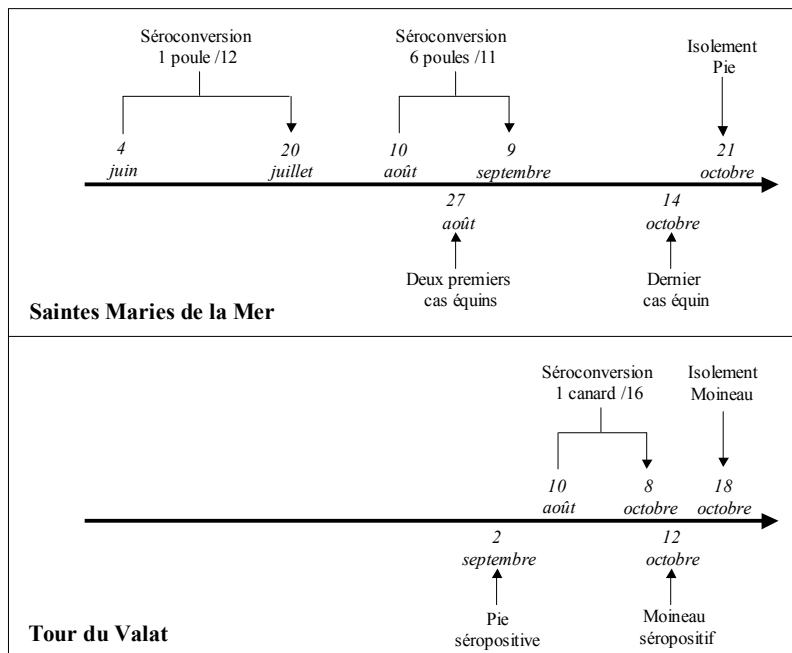 Séroconversion
1 poule /12
Séroconversion
6 poules /11
Isolement
Pie
4
juin
20
juillet
10
août
9
septembre
21
octobre
27
août
14
octobre
Deux premiers
cas équins
Dernier
cas équin
Saintes Maries de la Mer
Séroconversion
1 canard /16
Isolement
Moineau
10
août
8
octobre
18
octobre
2
septembre
12
octobre
Pie
séropositive
Moineau
séropositif
Tour du Valat